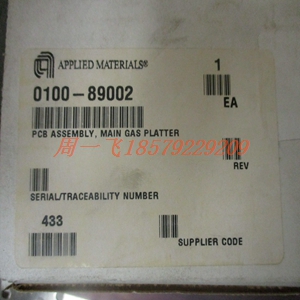 APPLIED MATERIALS®
1
0100-89002
EA
PCB ASSEMBLY, MAIN GAS PLATTER
周一飞18579229209
REV
SERIAL/TRACEABILITY NUMBER
433
SUPPLIER CODE